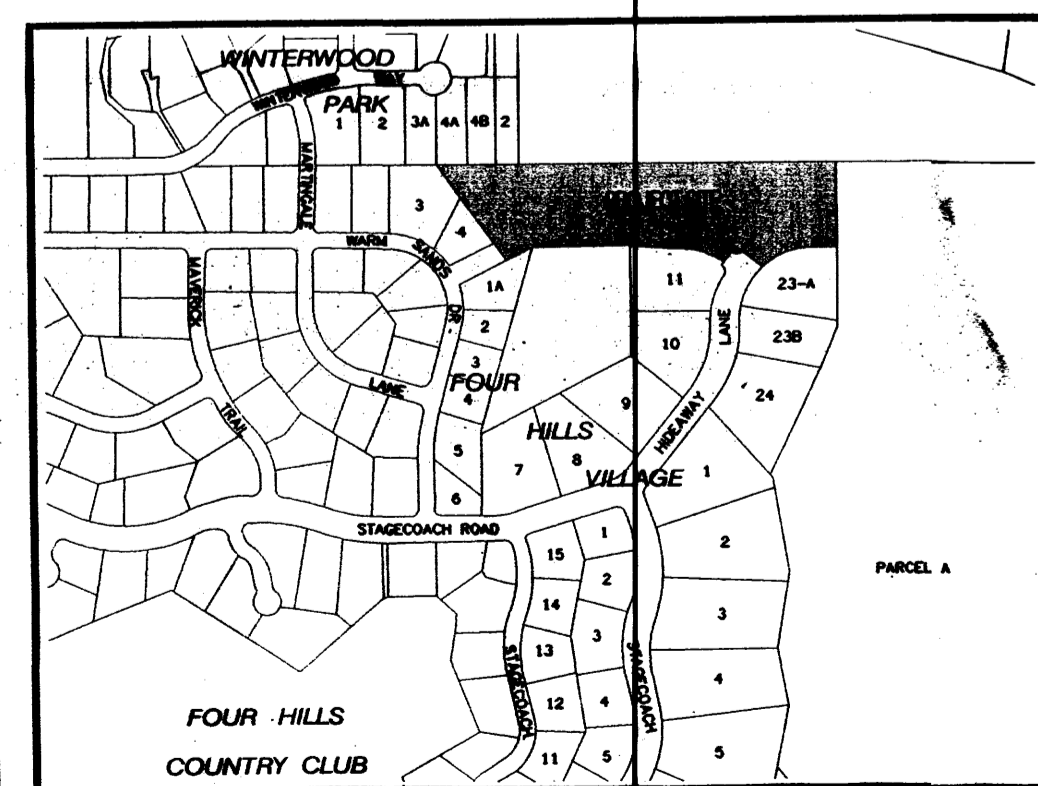 WINTERWOOD
WAY
PARK
1
2
3A
4A
4B
2
MARTINGALE
3
4
WARM
SANDS
DR.
MAVERICK
TRAIL
LANE
1A
2
3
4
5
6
FOUR
HILLS
VILLAGE
7
8
9
10
11
LANE
HIDEAWAY
23-A
23B
24
1
2
3
4
5
PARCEL A
STAGECOACH ROAD
1
2
3
4
5
15
14
13
12
11
STAGECOACH
STAGECOACH
FOUR HILLS
COUNTRY CLUB